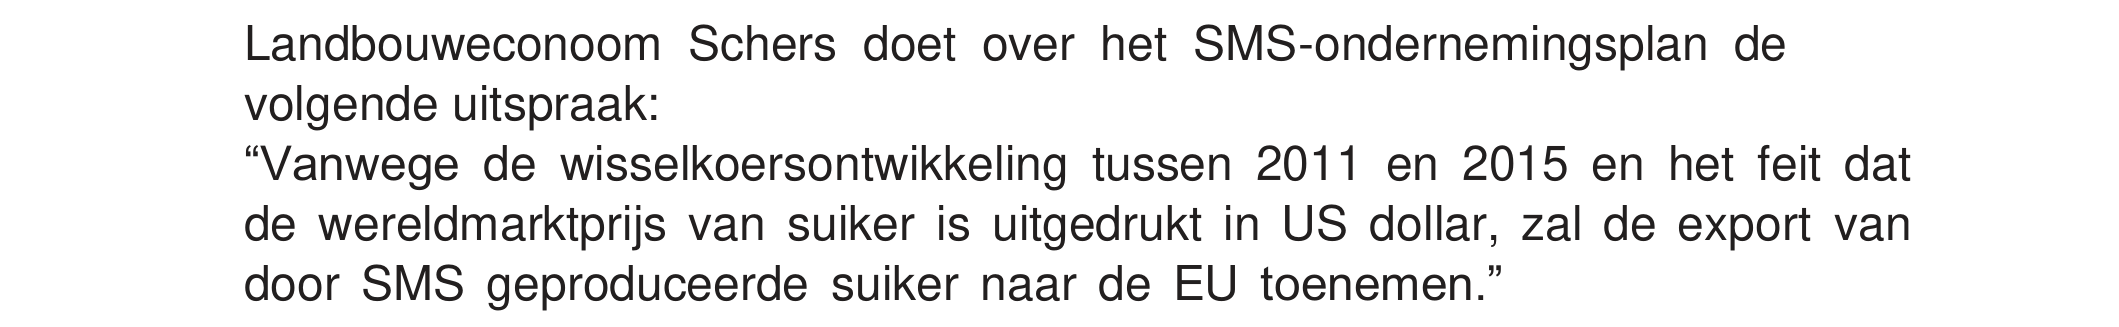 Landbouweconoom Schers doet over het SMS-ondernemingsplan de
volgende uitspraak:
“Vanwege de wisselkoersontwikkeling tussen 2011 en 2015 en het feit dat
de wereldmarktprijs van suiker is uitgedrukt in US dollar, zal de export van
door SMS geproduceerde suiker naar de EU toenemen.”